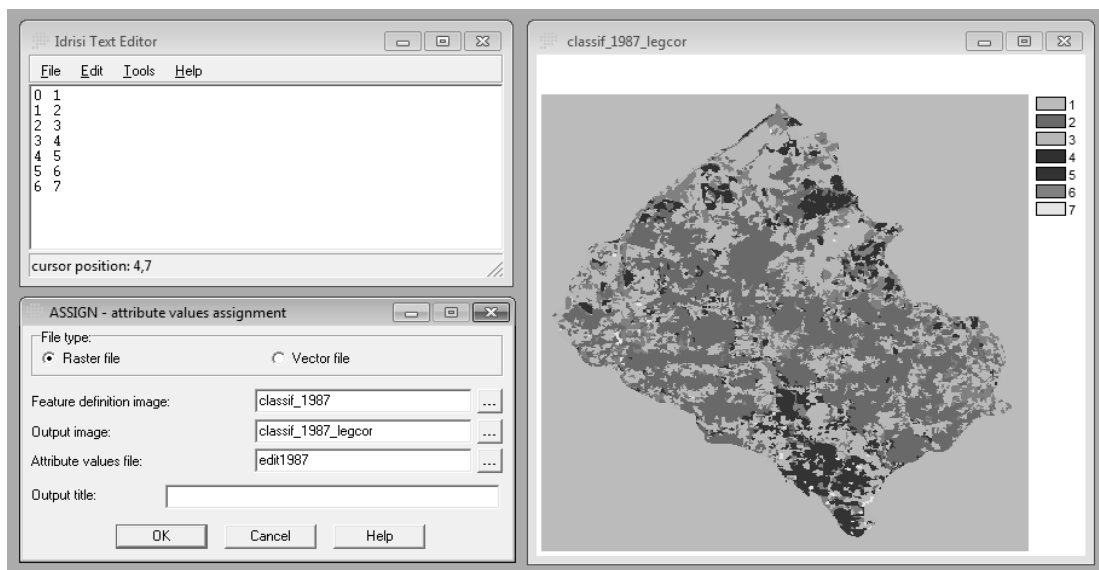 Idrisi Text Editor
File Edit Tools Help
0 1
1 2
2 3
3 4
4 5
5 6
6 7
cursor position: 4,7
ASSIGN - attribute values assignment
File type:
Raster file Vector file
Feature definition image: classif_1987 ...
Output image: classif_1987_legcor ...
Attribute values file: edit1987 ...
Output title:
OK Cancel Help
classif_1987_legcor
1
2
3
4
5
6
7